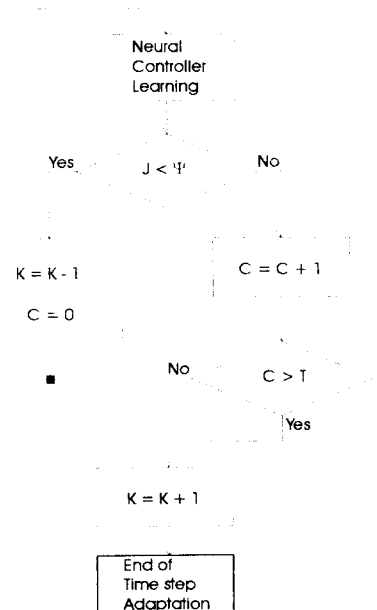 Neural
Controller
Learning
Yes
J < Ψ
No
K = K - 1
C = 0
C = C + 1
No
C > T
Yes
K = K + 1
End of
Time step
Adaptation